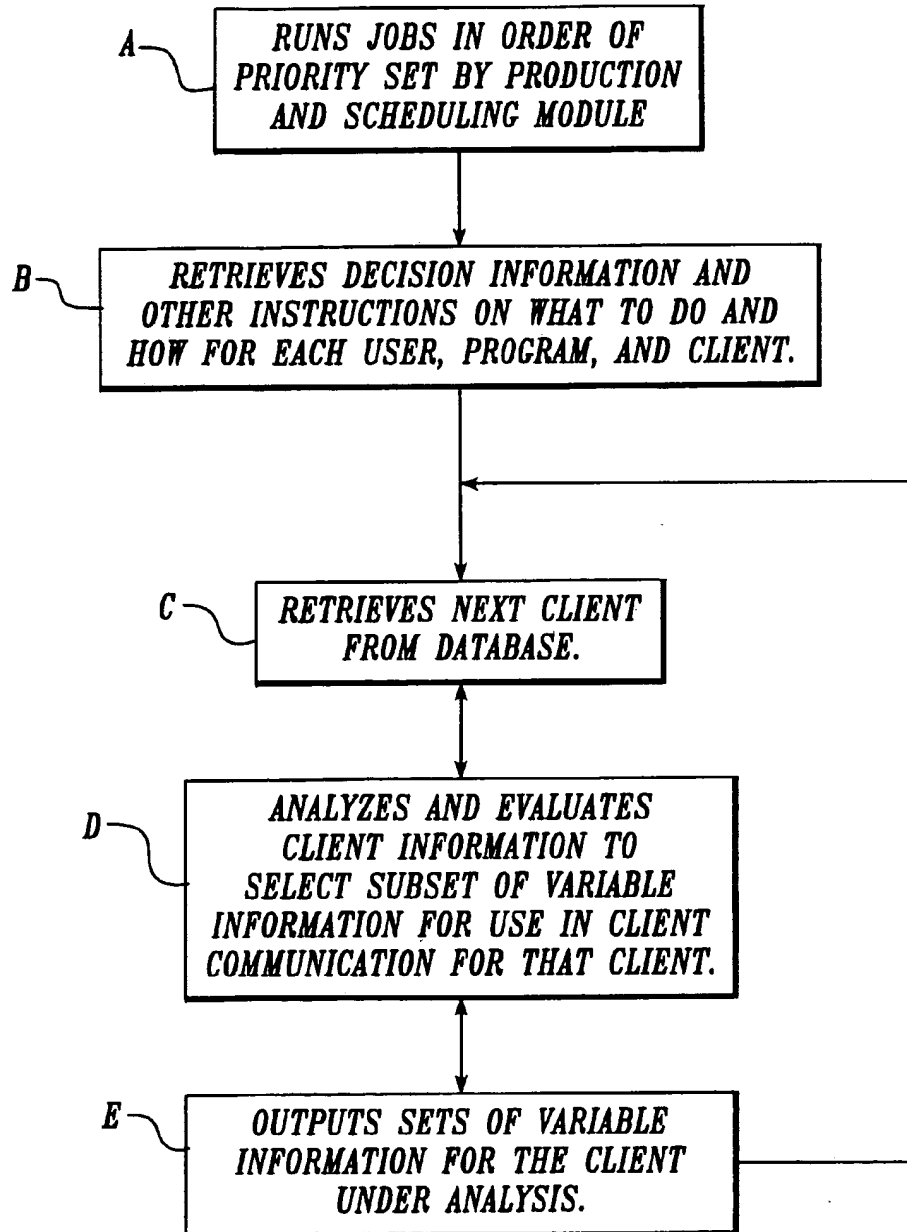 A
RUNS JOBS IN ORDER OF
PRIORITY SET BY PRODUCTION
AND SCHEDULING MODULE
B
RETRIEVES DECISION INFORMATION AND
OTHER INSTRUCTIONS ON WHAT TO DO AND
HOW FOR EACH USER, PROGRAM, AND CLIENT.
C
RETRIEVES NEXT CLIENT
FROM DATABASE.
D
ANALYZES AND EVALUATES
CLIENT INFORMATION TO
SELECT SUBSET OF VARIABLE
INFORMATION FOR USE IN CLIENT
COMMUNICATION FOR THAT CLIENT.
E
OUTPUTS SETS OF VARIABLE
INFORMATION FOR THE CLIENT
UNDER ANALYSIS.